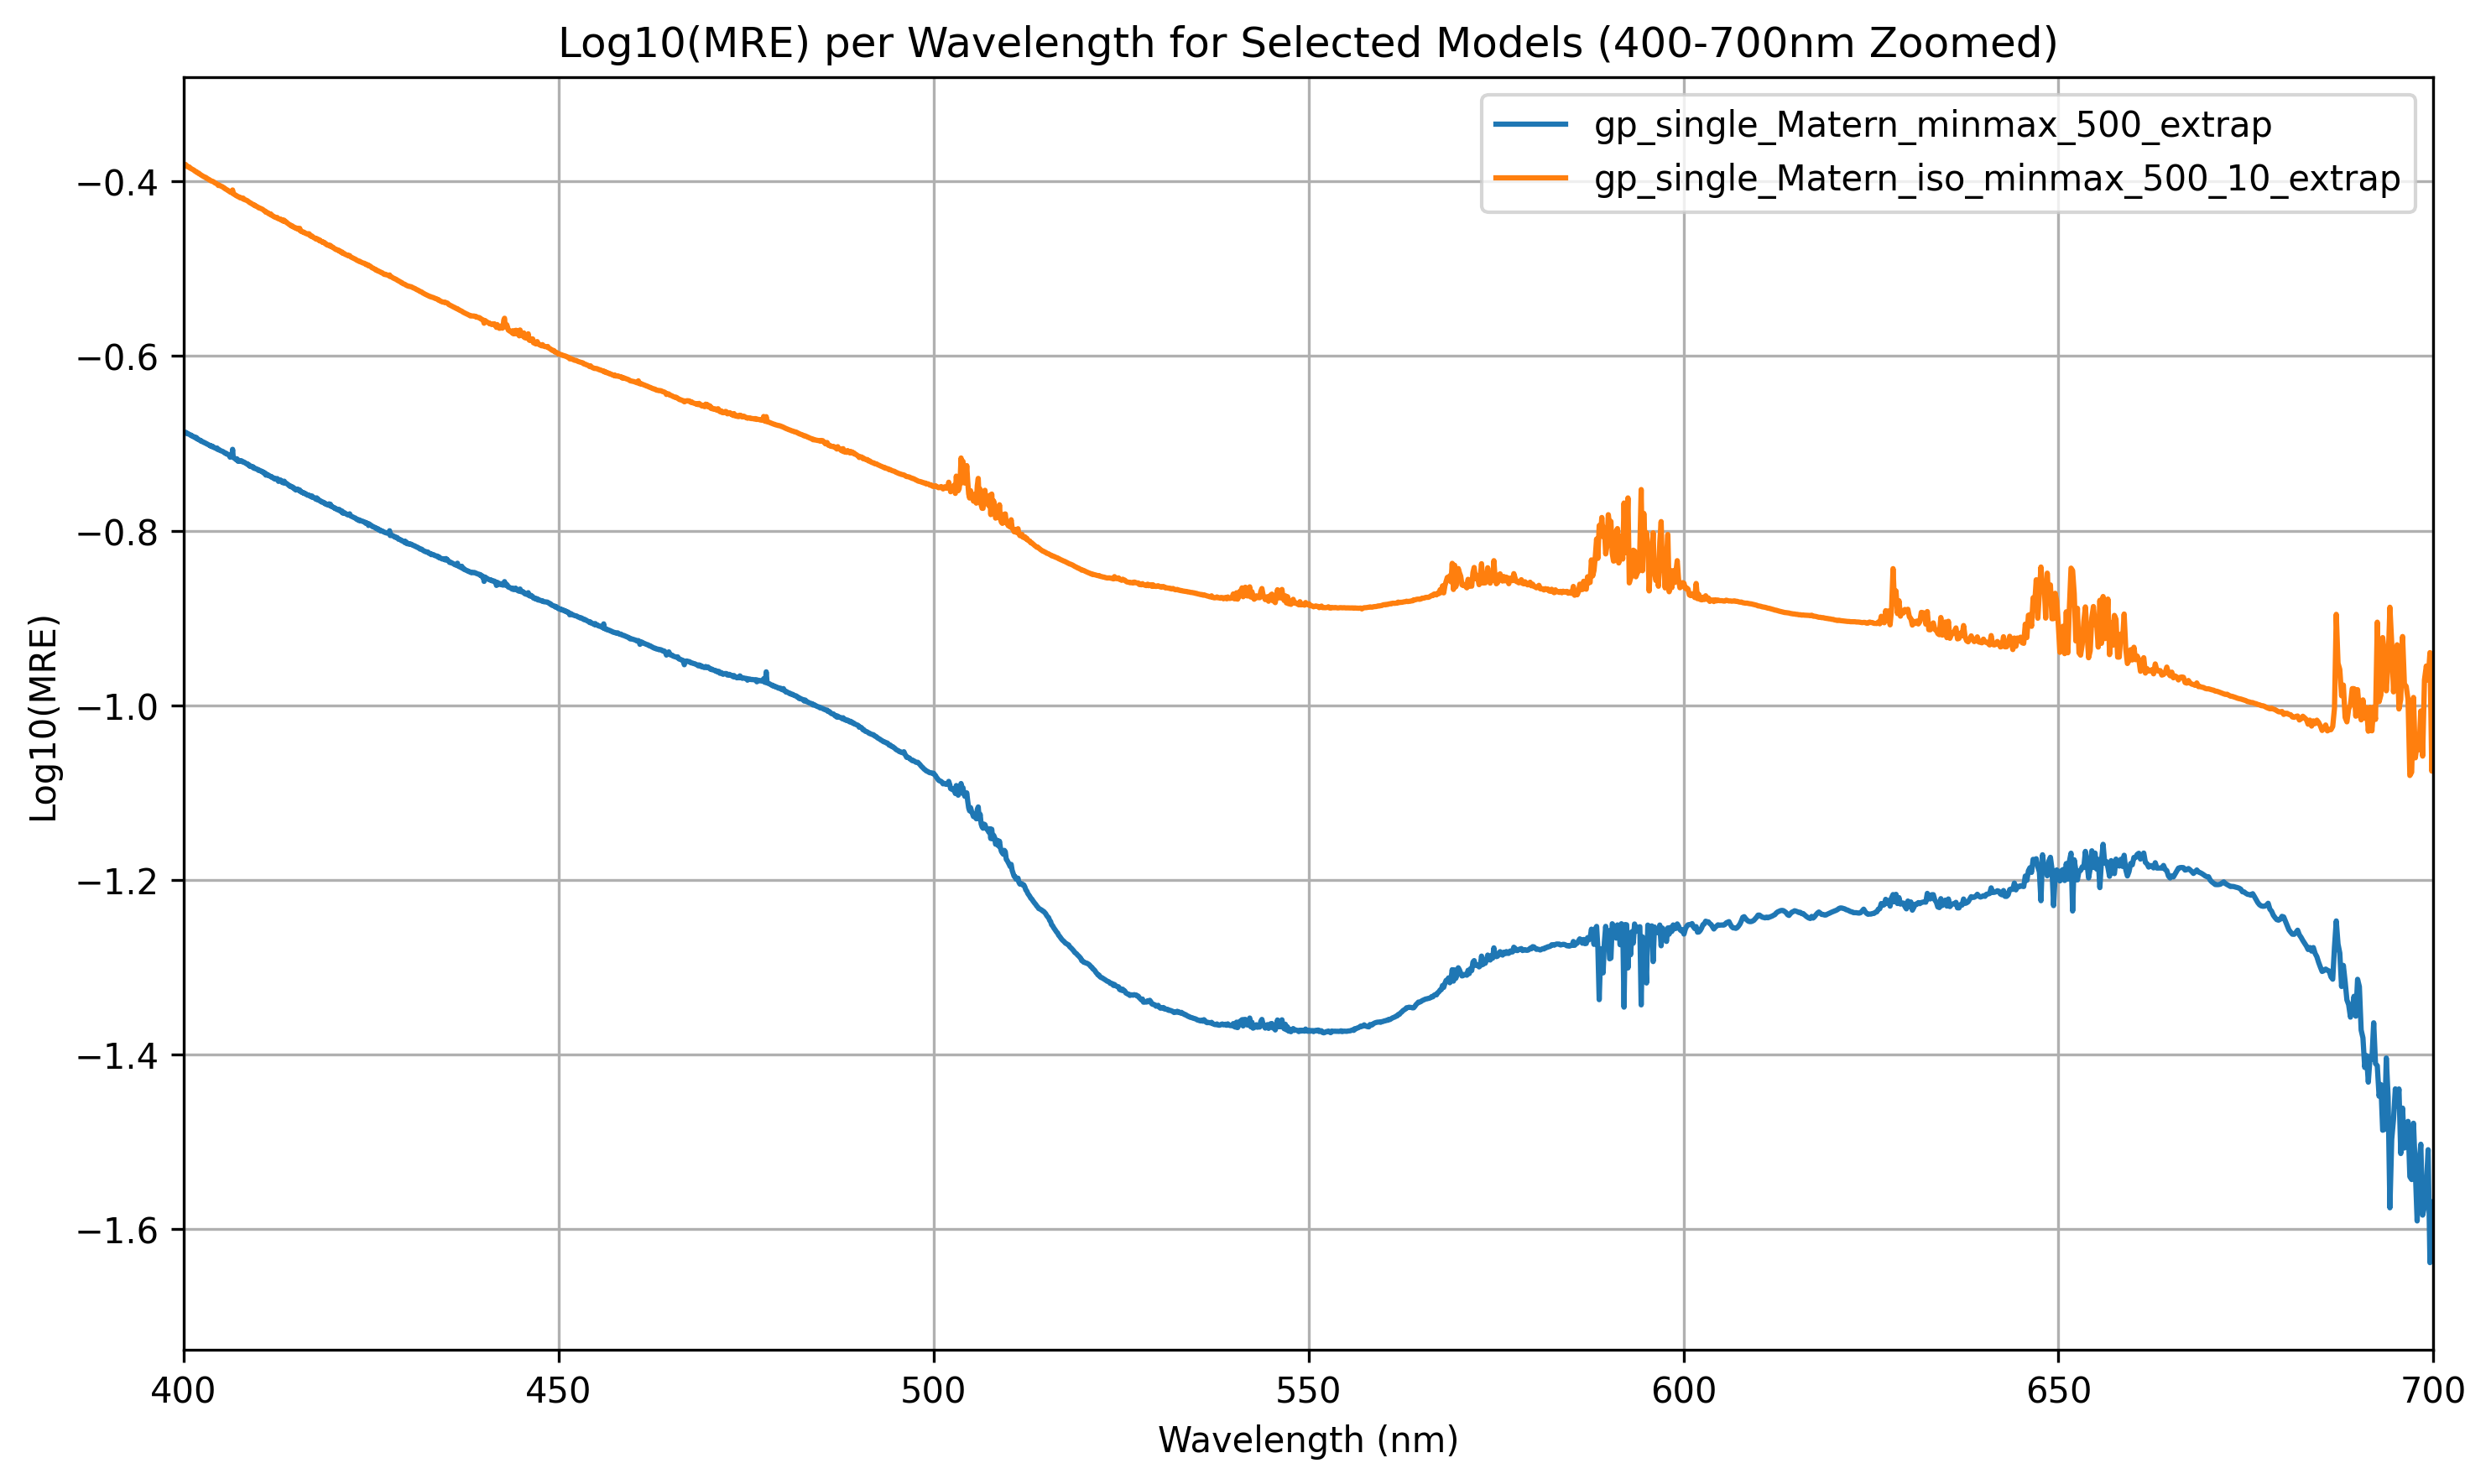 Log10(MRE) per Wavelength for Selected Models (400-700nm Zoomed)
gp_single_Matern_minmax_500_extrap
gp_single_Matern_iso_minmax_500_10_extrap
Log10(MRE)
−0.4
−0.6
−0.8
−1.0
−1.2
−1.4
−1.6
400 450 500 550 600 650 700
Wavelength (nm)